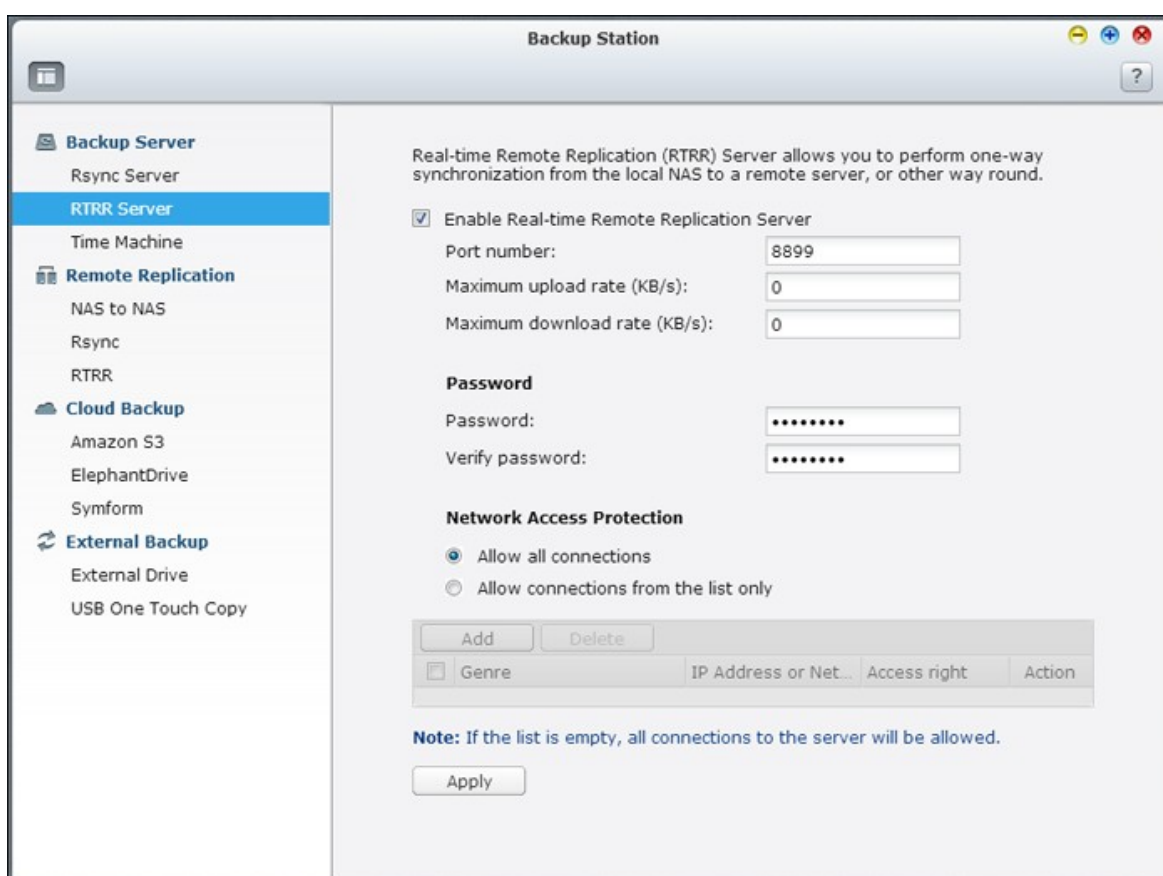 Backup Station
?
Backup Server
Rsync Server
RTRR Server
Time Machine
Remote Replication
NAS to NAS
Rsync
RTRR
Cloud Backup
Amazon S3
ElephantDrive
Symform
External Backup
External Drive
USB One Touch Copy
Real-time Remote Replication (RTRR) Server allows you to perform one-way
synchronization from the local NAS to a remote server, or other way round.
Enable Real-time Remote Replication Server
Port number: 8899
Maximum upload rate (KB/s): 0
Maximum download rate (KB/s): 0
Password
Password: ••••••••
Verify password: ••••••••
Network Access Protection
Allow all connections
Allow connections from the list only
Add Delete
Genre IP Address or Net... Access right Action
Note: If the list is empty, all connections to the server will be allowed.
Apply